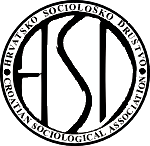 HRVATSKO SOCIOLOŠKO DRUŠTVO
HSD
CROATIAN SOCIOLOGICAL ASSOCIATION